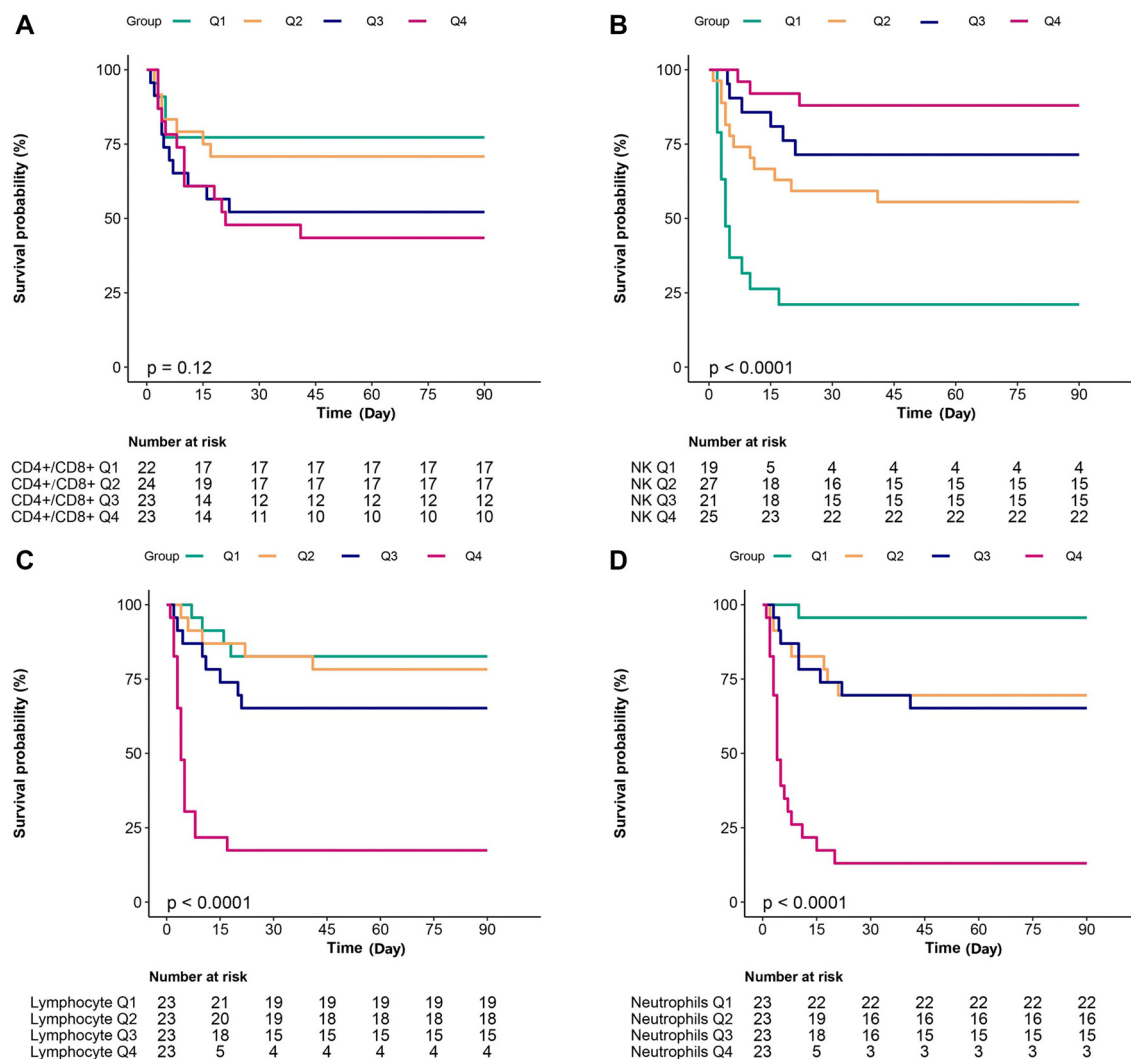 A
Group Q1 Q2 Q3 Q4
Survival probability (%)
100
75
50
25
0
p = 0.12
0 15 30 45 60 75 90
Time (Day)
Number at risk
CD4+/CD8+ Q1 22 17 17 17 17 17 17
CD4+/CD8+ Q2 24 19 17 17 17 17 17
CD4+/CD8+ Q3 23 14 12 12 12 12 12
CD4+/CD8+ Q4 23 14 11 10 10 10 10
B
Group Q1 Q2 Q3 Q4
Survival probability (%)
100
75
50
25
0
p < 0.0001
0 15 30 45 60 75 90
Time (Day)
Number at risk
NK Q1 19 5 4 4 4 4 4
NK Q2 27 18 16 15 15 15 15
NK Q3 21 18 15 15 15 15 15
NK Q4 25 23 22 22 22 22 22
C
Group Q1 Q2 Q3 Q4
Survival probability (%)
100
75
50
25
0
p < 0.0001
0 15 30 45 60 75 90
Time (Day)
Number at risk
Lymphocyte Q1 23 21 19 19 19 19 19
Lymphocyte Q2 23 20 19 18 18 18 18
Lymphocyte Q3 23 18 15 15 15 15 15
Lymphocyte Q4 23 5 4 4 4 4 4
D
Group Q1 Q2 Q3 Q4
Survival probability (%)
100
75
50
25
0
p < 0.0001
0 15 30 45 60 75 90
Time (Day)
Number at risk
Neutrophils Q1 23 22 22 22 22 22 22
Neutrophils Q2 23 19 16 16 16 16 16
Neutrophils Q3 23 18 16 15 15 15 15
Neutrophils Q4 23 5 3 3 3 3 3